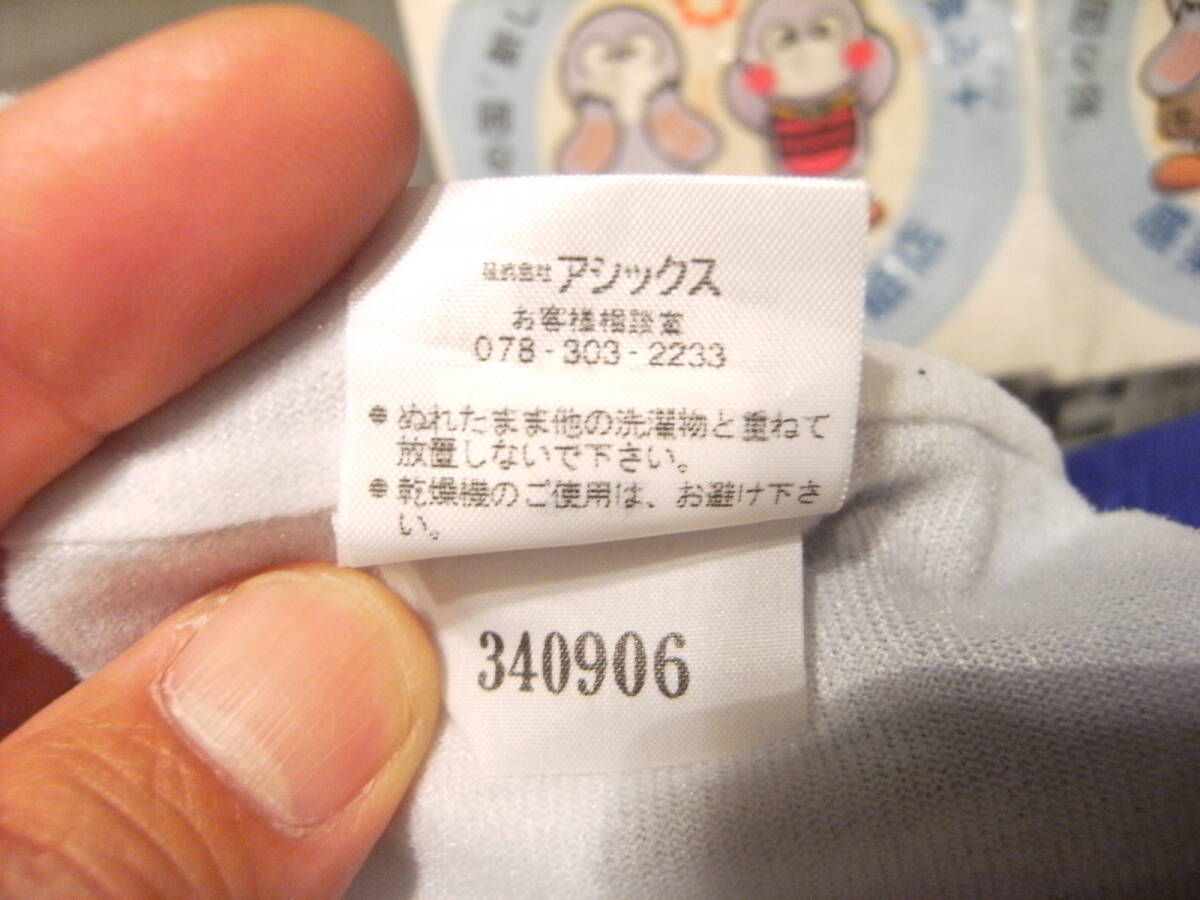 株式会社アシックス
お客様相談室
078-303-2233
●ぬれたまま他の洗濯物と重ねて
放置しないで下さい。
●乾燥機のご使用は、お避け下さ
い。
340906